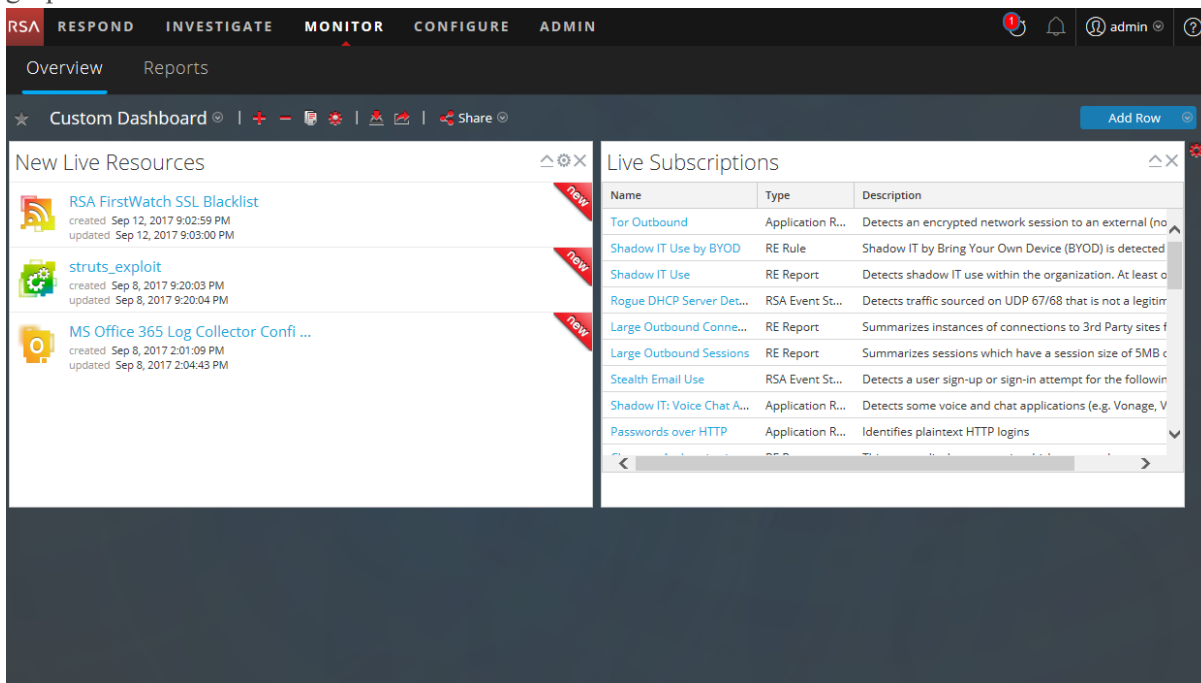 RSA RESPOND INVESTIGATE MONITOR CONFIGURE ADMIN 1 admin ?
Overview Reports
Custom Dashboard Share Add Row
New Live Resources
RSA FirstWatch SSL Blacklist
created Sep 12, 2017 9:02:59 PM
updated Sep 12, 2017 9:03:00 PM
new
struts_exploit
created Sep 8, 2017 9:20:03 PM
updated Sep 8, 2017 9:20:04 PM
new
MS Office 365 Log Collector Confi ...
created Sep 8, 2017 2:01:09 PM
updated Sep 8, 2017 2:04:43 PM
new
Live Subscriptions
Name Type Description
Tor Outbound Application R... Detects an encrypted network session to an external (no
Shadow IT Use by BYOD RE Rule Shadow IT by Bring Your Own Device (BYOD) is detected
Shadow IT Use RE Report Detects shadow IT use within the organization. At least o
Rogue DHCP Server Det... RSA Event St... Detects traffic sourced on UDP 67/68 that is not a legitim
Large Outbound Conne... RE Report Summarizes instances of connections to 3rd Party sites f
Large Outbound Sessions RE Report Summarizes sessions which have a session size of 5MB
Stealth Email Use RSA Event St... Detects a user sign-up or sign-in attempt for the followin
Shadow IT: Voice Chat A... Application R... Detects some voice and chat applications (e.g. Vonage, V
Passwords over HTTP Application R... Identifies plaintext HTTP logins